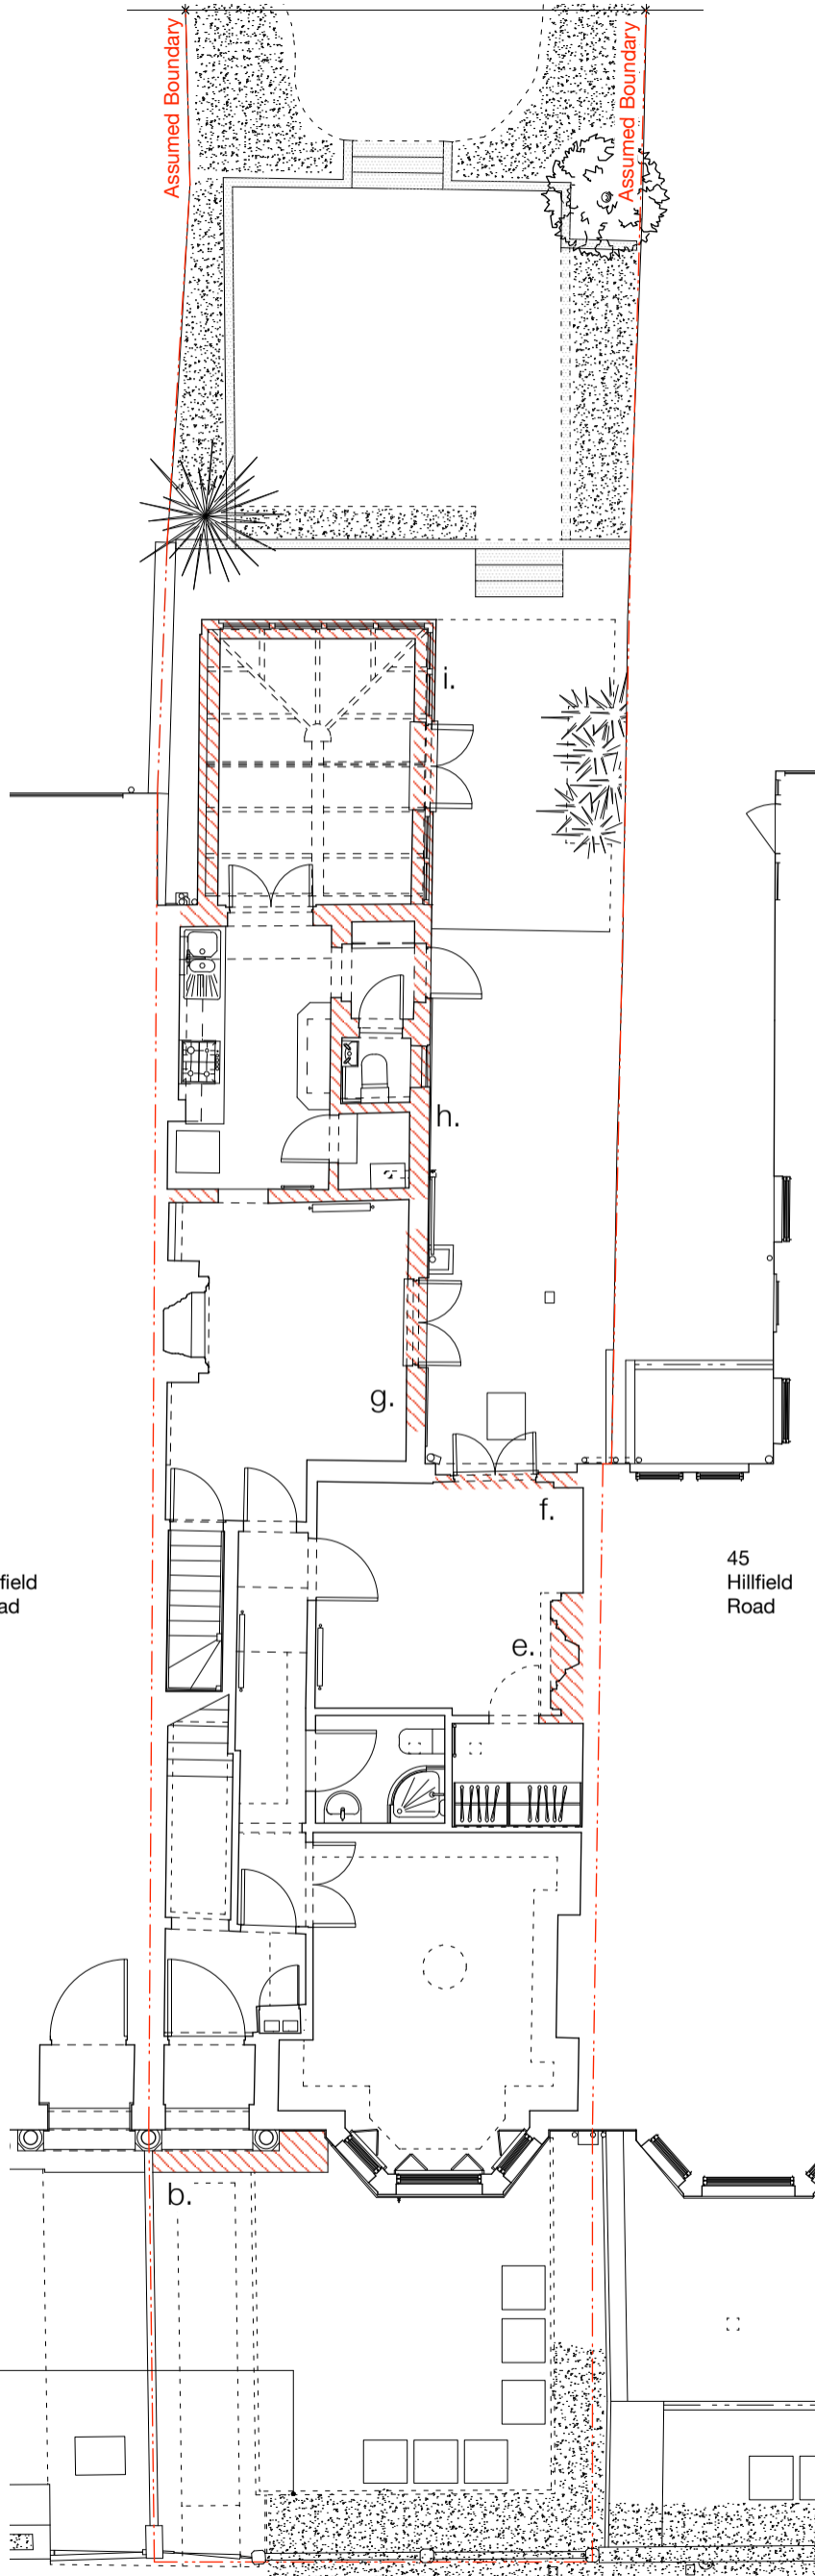 Assumed Boundary
Assumed Boundary
i.
h.
g.
f.
45
Hillfield
Road
field
ad
e.
b.